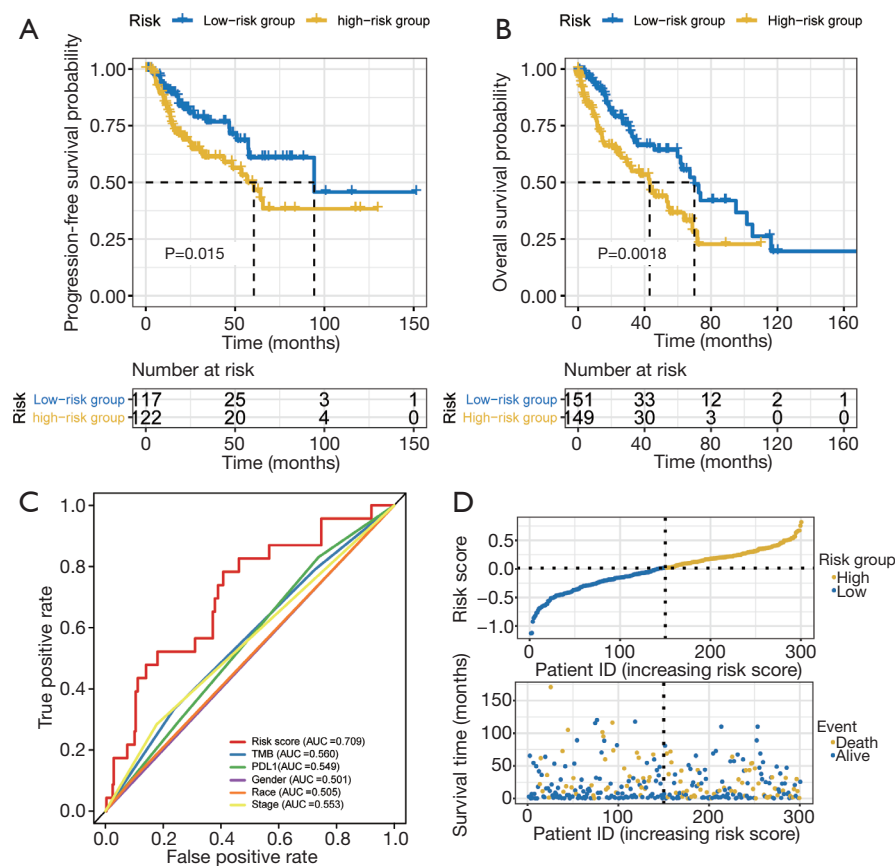 A
Risk Low-risk group high-risk group
Progression-free survival probability
1.00
0.75
0.50
0.25
0.00
P=0.015
0 50 100 150
Time (months)
Number at risk
Risk
Low-risk group 117 25 3 1
high-risk group 122 20 4 0
0 50 100 150
Time (months)
B
Risk Low-risk group High-risk group
Overall survival probability
1.00
0.75
0.50
0.25
0.00
P=0.0018
0 40 80 120 160
Time (months)
Number at risk
Risk
Low-risk group 151 33 12 2 1
High-risk group 149 30 3 0 0
0 40 80 120 160
Time (months)
C
True positive rate
1.0
0.8
0.6
0.4
0.2
0.0
Risk score (AUC =0.709)
TMB (AUC =0.560)
PDL1(AUC =0.549)
Gender (AUC =0.501)
Race (AUC =0.505)
Stage (AUC =0.553)
0.0 0.2 0.4 0.6 0.8 1.0
False positive rate
D
Risk score
0.5
0.0
−0.5
−1.0
0 100 200 300
Patient ID (increasing risk score)
Risk group
High
Low
Survival time (months)
150
100
50
0
0 100 200 300
Patient ID (increasing risk score)
Event
Death
Alive